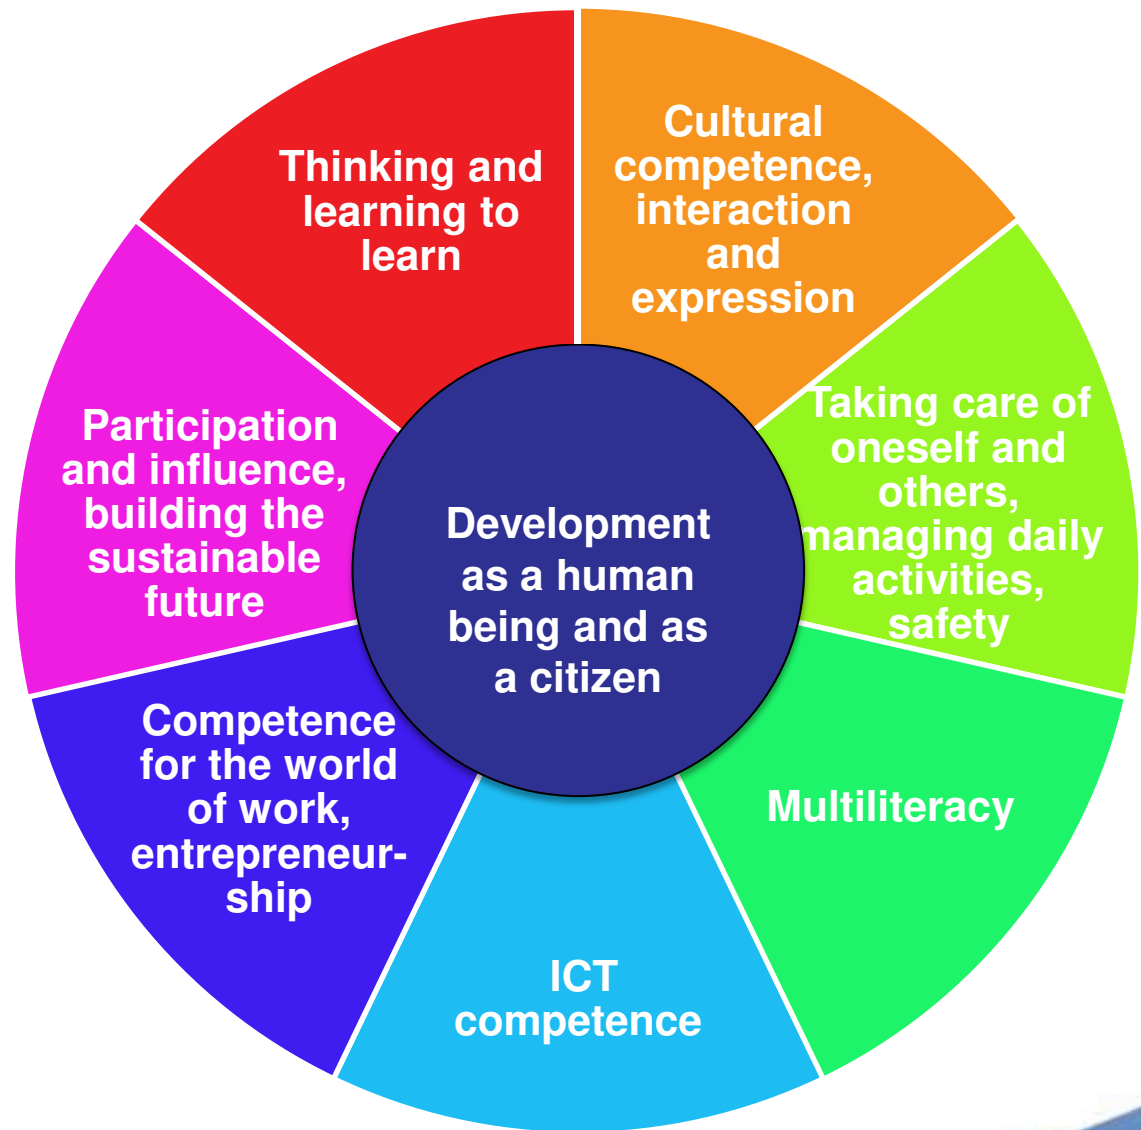 Thinking and
learning to
learn
Cultural
competence,
interaction
and
expression
Taking care of
oneself and
others,
managing daily
activities,
safety
Multiliteracy
ICT
competence
Competence
for the world
of work,
entrepreneur-
ship
Participation
and influence,
building the
sustainable
future
Development
as a human
being and as
a citizen